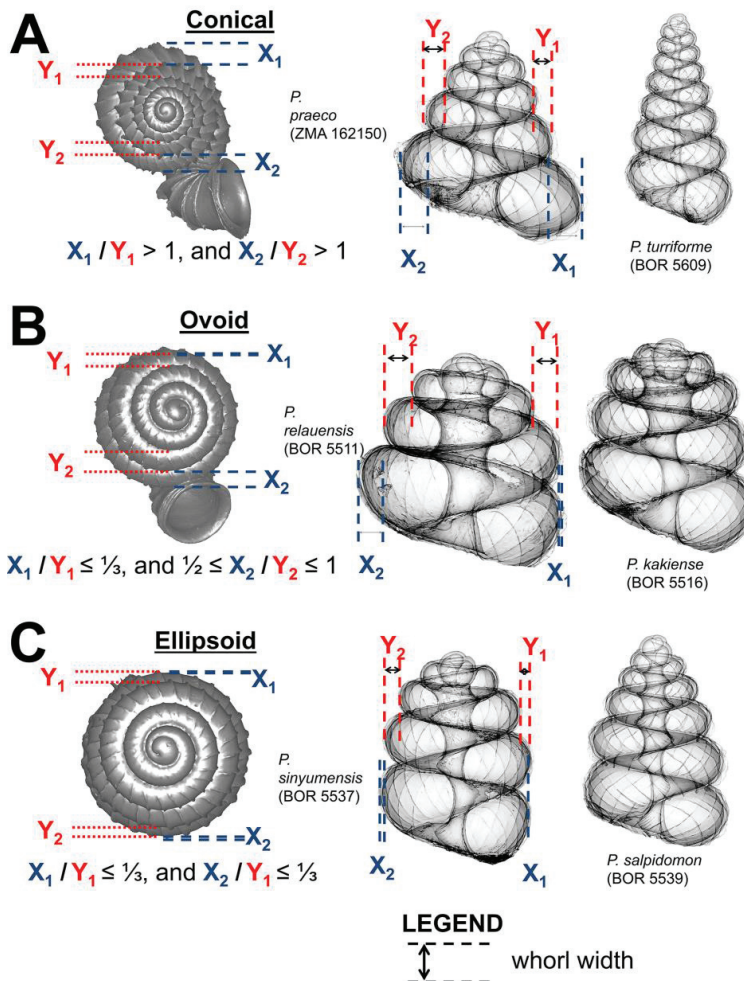 A
Conical
X₁
Y₁
Y₂
X₂
P.
praeco
(ZMA 162150)
X₁ / Y₁ > 1, and X₂ / Y₂ > 1
Y₂
Y₁
X₂
X₁
P. turriforme
(BOR 5609)
B
Ovoid
Y₁
X₁
Y₂
X₂
P.
relauensis
(BOR 5511)
X₁ / Y₁ ≤ ⅓, and ½ ≤ X₂ / Y₂ ≤ 1
Y₂
Y₁
X₂
X₁
P. kakiense
(BOR 5516)
C
Ellipsoid
Y₁
X₁
Y₂
X₂
P.
sinyumensis
(BOR 5537)
X₁ / Y₁ ≤ ⅓, and X₂ / Y₁ ≤ ⅓
Y₂
Y₁
X₂
X₁
P. salpidomon
(BOR 5539)
LEGEND
whorl width